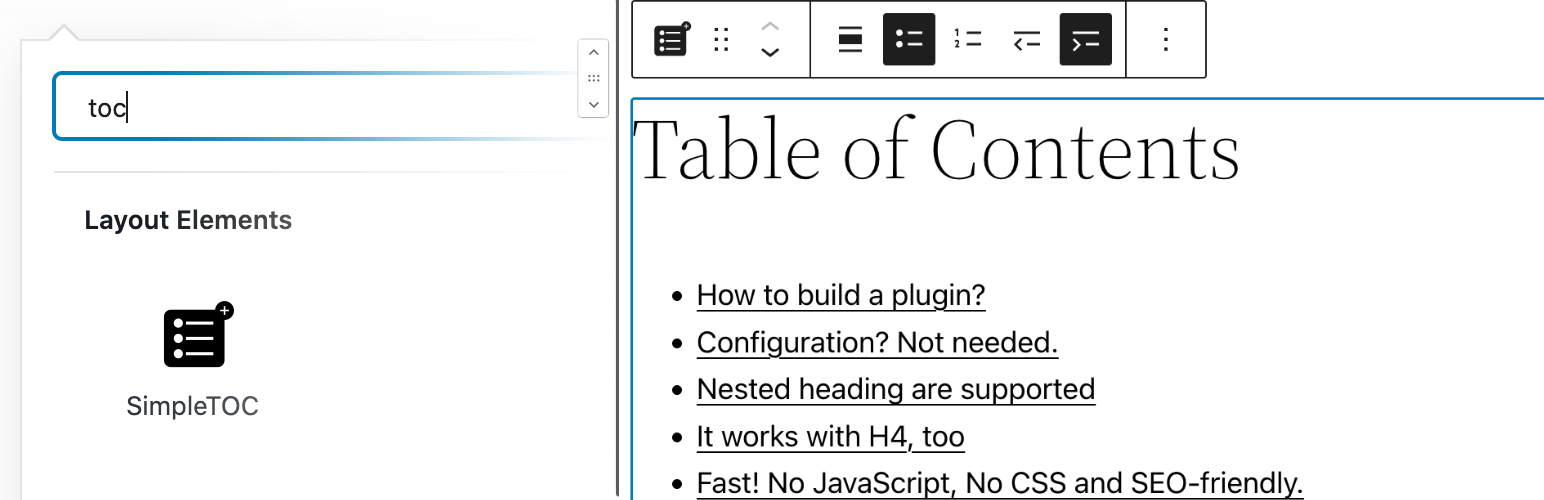 toc
Layout Elements
SimpleTOC
Table of Contents
How to build a plugin?
Configuration? Not needed.
Nested heading are supported
It works with H4, too
Fast! No JavaScript, No CSS and SEO-friendly.